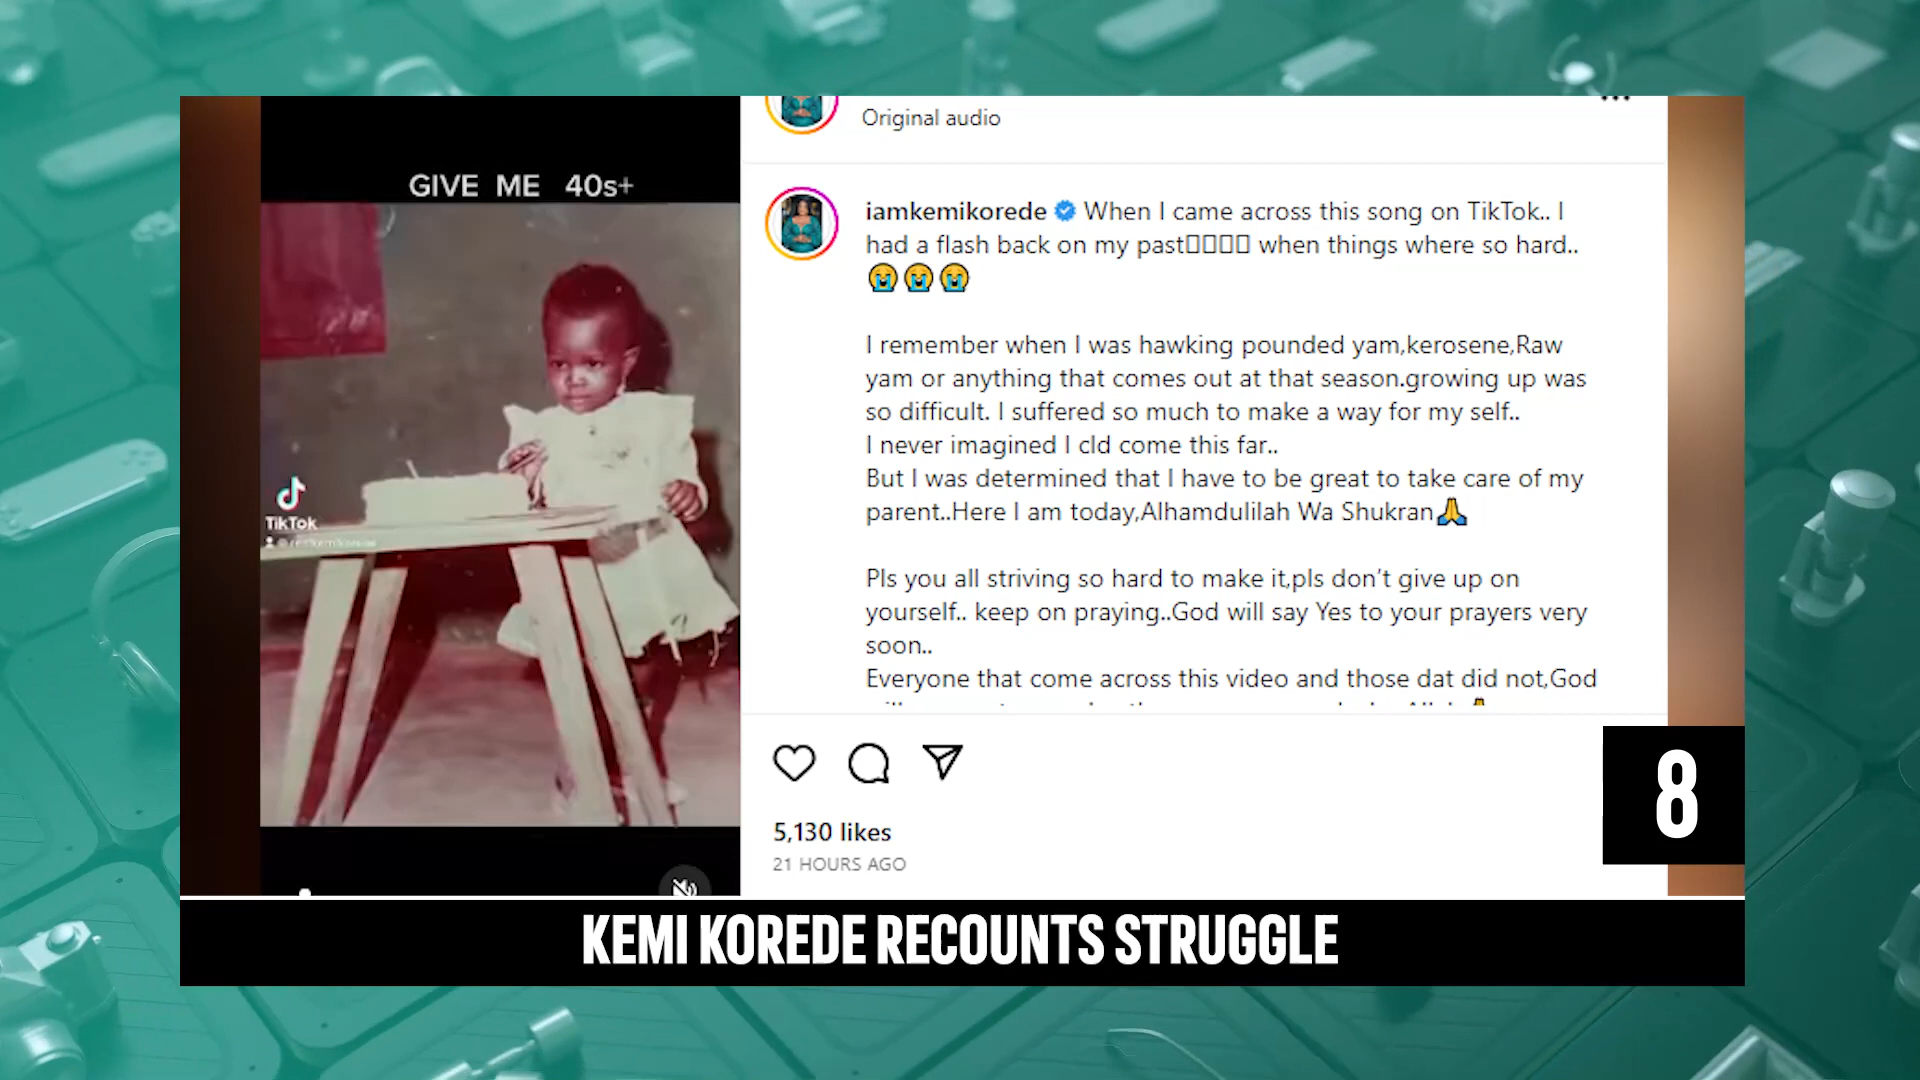 GIVE ME 40s+
TikTok
Original audio
iamkemikorede When I came across this song on TikTok.. I
had a flash back on my past▯▯▯▯ when things where so hard..
😭😭😭
I remember when I was hawking pounded yam,kerosene,Raw
yam or anything that comes out at that season.growing up was
so difficult. I suffered so much to make a way for my self..
I never imagined I cld come this far..
But I was determined that I have to be great to take care of my
parent..Here I am today,Alhamdulilah Wa Shukran🙏
Pls you all striving so hard to make it,pls don’t give up on
yourself.. keep on praying..God will say Yes to your prayers very
soon..
Everyone that come across this video and those dat did not,God
5,130 likes
21 HOURS AGO
8
KEMI KOREDE RECOUNTS STRUGGLE